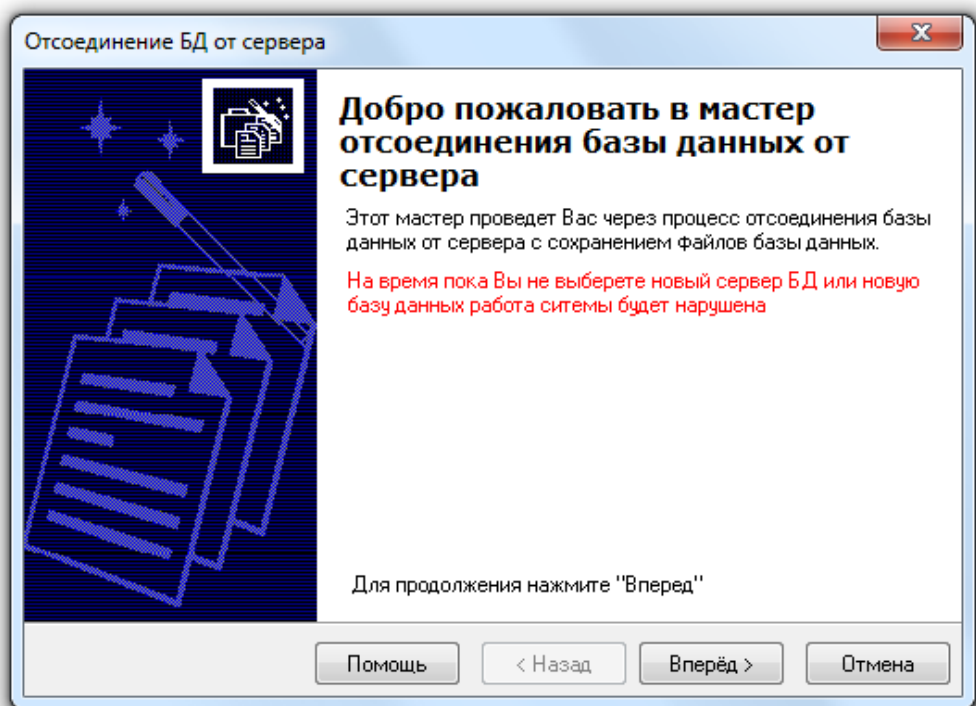 Отсоединение БД от сервера
Добро пожаловать в мастер
отсоединения базы данных от
сервера
Этот мастер проведет Вас через процесс отсоединения базы
данных от сервера с сохранением файлов базы данных.
На время пока Вы не выберете новый сервер БД или новую
базу данных работа ситемы будет нарушена
Для продолжения нажмите "Вперед"
Помощь
< Назад
Вперёд >
Отмена